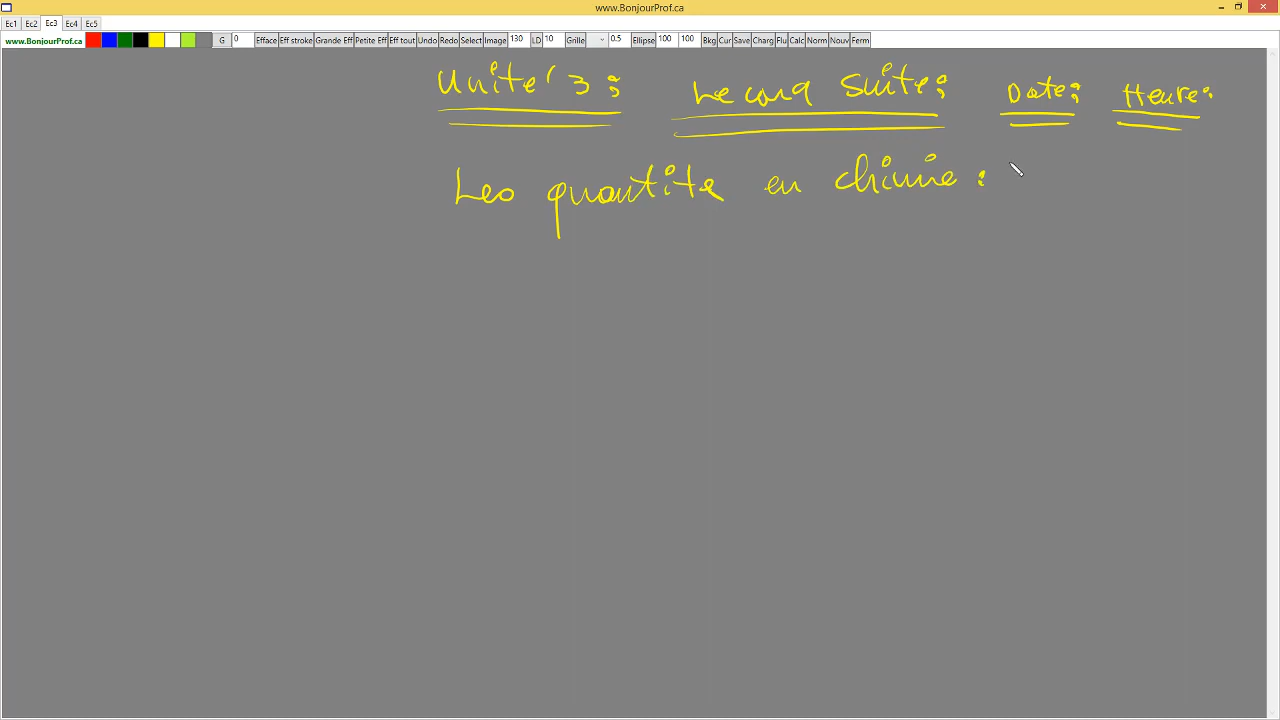 www.BonjourProf.ca
Ec1 Ec2 Ec3 Ec4 Ec5
www.BonjourProf.ca G 0 Efface Eff stroke Grande Eff Petite Eff Eff tout Undo Redo Select Image 130 LD 10 Grille 0.5 Ellipse 100 100 Bkg Cur Save Charg Flu Calc Norm Nouv Ferm
Unité 3: Leconq Suite: Date: Heure:
Les quantite en chimie: